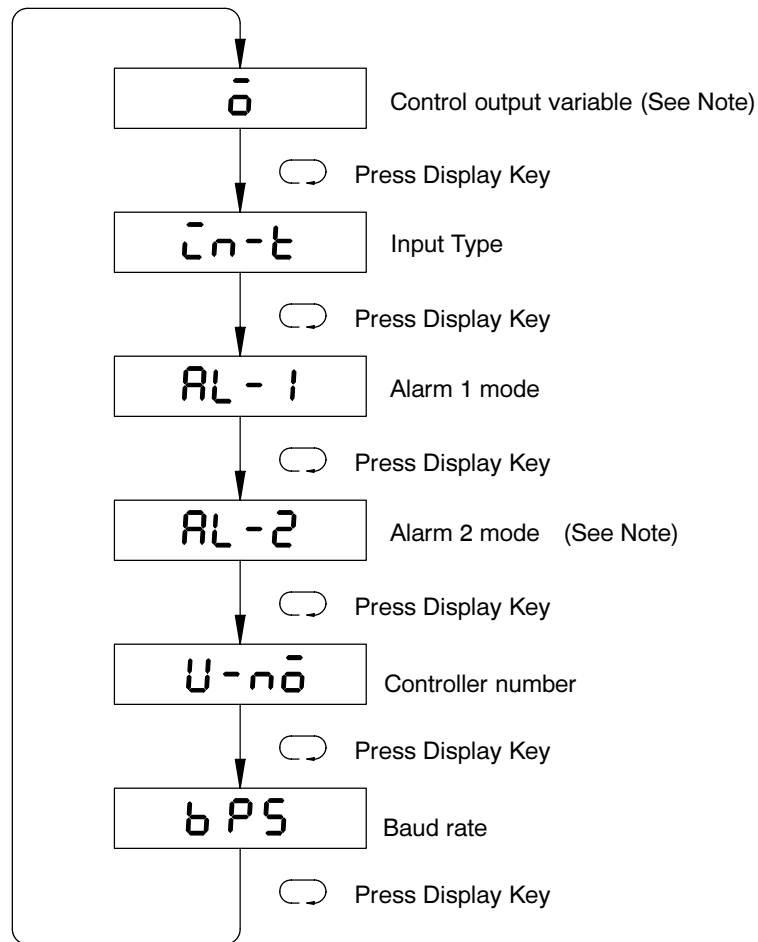 ō Control output variable (See Note)
Press Display Key
īn-t Input Type
Press Display Key
AL-1 Alarm 1 mode
Press Display Key
AL-2 Alarm 2 mode (See Note)
Press Display Key
U-nō Controller number
Press Display Key
bPS Baud rate
Press Display Key